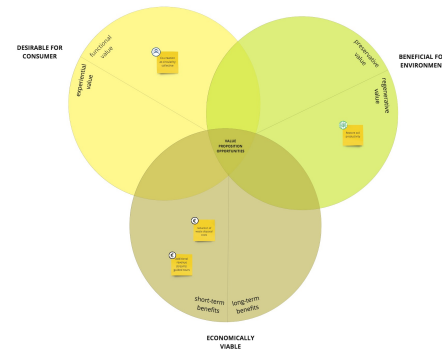 DESIRABLE FOR
CONSUMER
functional
value
experiential
value
preservative
value
regenerative
value
BENEFICIAL FO
ENVIRONMEN
VALUE
PROPOSITION
OPPORTUNITIES
short-term
benefits
long-term
benefits
ECONOMICALLY
VIABLE